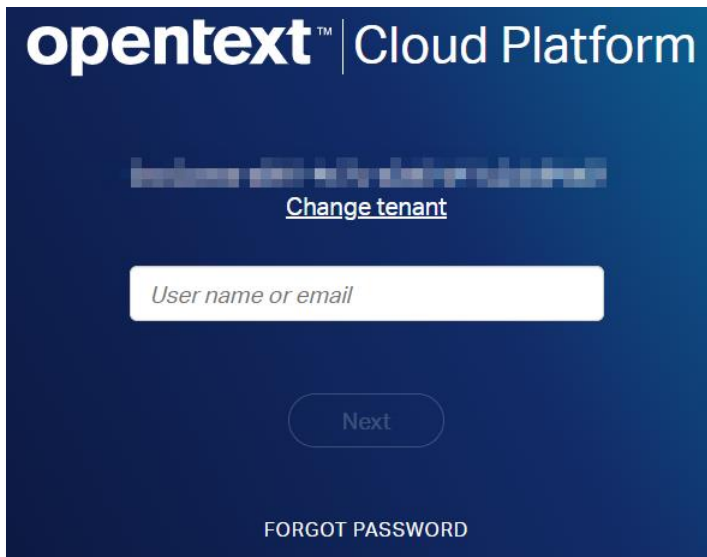 opentext™ | Cloud Platform
Change tenant
User name or email
Next
FORGOT PASSWORD